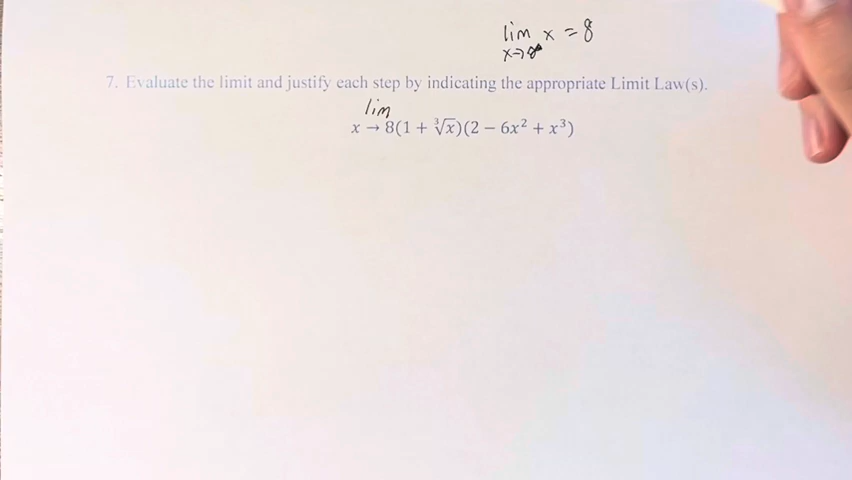 lim x = 8
x→8
7. Evaluate the limit and justify each step by indicating the appropriate Limit Law(s).
lim
x → 8(1 + ∛x)(2 − 6x² + x³)